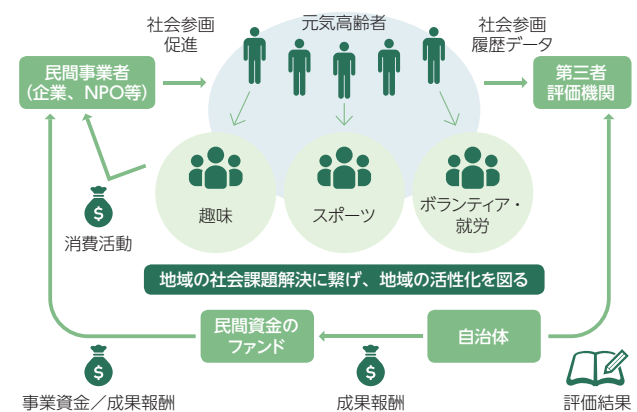 社会参画
促進
元気高齢者
社会参画
履歴データ
民間事業者
(企業、NPO等)
第三者
評価機関
趣味
スポーツ
ボランティア・
就労
$
消費活動
地域の社会課題解決に繋げ、地域の活性化を図る
民間資金の
ファンド
自治体
$
事業資金／成果報酬
$
成果報酬
評価結果